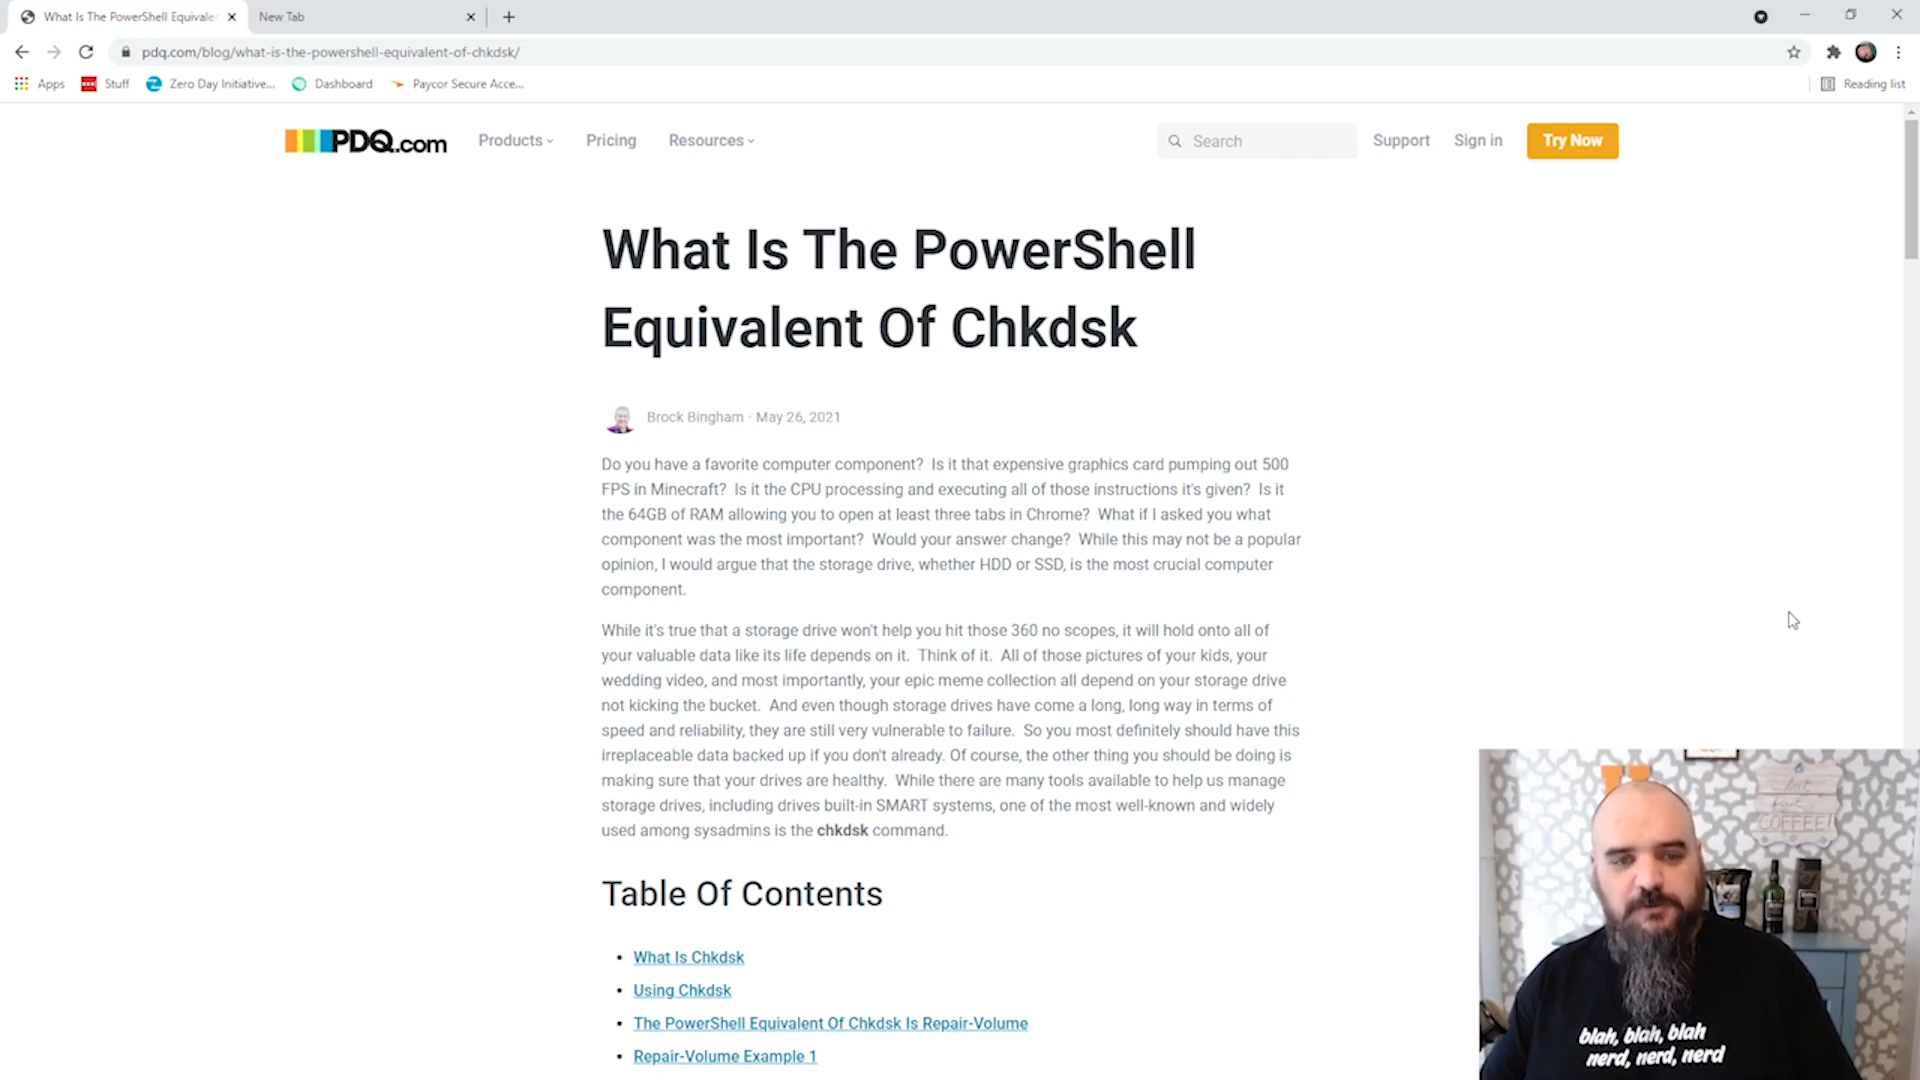 What Is The PowerShell Equivale
New Tab
pdq.com/blog/what-is-the-powershell-equivalent-of-chkdsk/
Apps
Stuff
Zero Day Initiative...
Dashboard
Paycor Secure Acce...
Reading list
PDQ.com
Products
Pricing
Resources
Search
Support
Sign in
Try Now
What Is The PowerShell
Equivalent Of Chkdsk
Brock Bingham · May 26, 2021
Do you have a favorite computer component? Is it that expensive graphics card pumping out 500
FPS in Minecraft? Is it the CPU processing and executing all of those instructions it's given? Is it
the 64GB of RAM allowing you to open at least three tabs in Chrome? What if I asked you what
component was the most important? Would your answer change? While this may not be a popular
opinion, I would argue that the storage drive, whether HDD or SSD, is the most crucial computer
component.
While it's true that a storage drive won't help you hit those 360 no scopes, it will hold onto all of
your valuable data like its life depends on it. Think of it. All of those pictures of your kids, your
wedding video, and most importantly, your epic meme collection all depend on your storage drive
not kicking the bucket. And even though storage drives have come a long, long way in terms of
speed and reliability, they are still very vulnerable to failure. So you most definitely should have this
irreplaceable data backed up if you don't already. Of course, the other thing you should be doing is
making sure that your drives are healthy. While there are many tools available to help us manage
storage drives, including drives built-in SMART systems, one of the most well-known and widely
used among sysadmins is the chkdsk command.
Table Of Contents
• What Is Chkdsk
• Using Chkdsk
• The PowerShell Equivalent Of Chkdsk Is Repair-Volume
• Repair-Volume Example 1
COFFEE!
blah, blah, blah
nerd, nerd, nerd